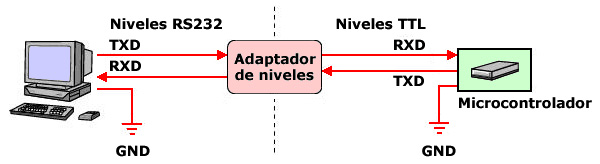 Niveles RS232
Niveles TTL
TXD
RXD
Adaptador
de niveles
RXD
TXD
Microcontrolador
GND
GND